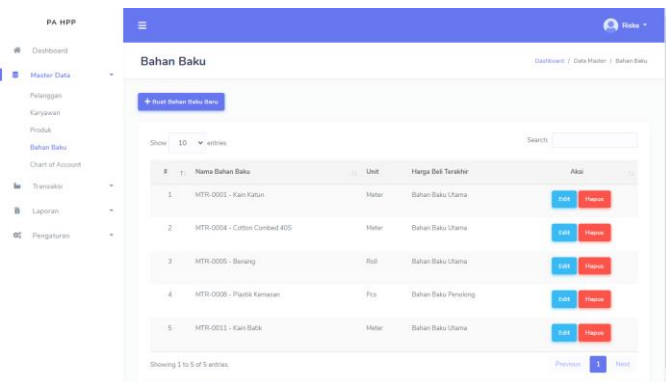 PA HPP
Riska
Dashboard
Master Data
Pelanggan
Karyawan
Produk
Bahan Baku
Chart of Account
Transaksi
Laporan
Pengaturan
Bahan Baku
Dashboard / Data Master / Bahan Baku
+ Buat Bahan Baku Baru
Show 10 entries
Search:
# Nama Bahan Baku Unit Harga Beli Terakhir Aksi
1 MTR-0001 - Kain Katun Meter Bahan Baku Utama Edit Hapus
2 MTR-0004 - Cotton Combed 40S Meter Bahan Baku Utama Edit Hapus
3 MTR-0005 - Benang Roll Bahan Baku Utama Edit Hapus
4 MTR-0008 - Plastik Kemasan Pcs Bahan Baku Penolong Edit Hapus
5 MTR-0011 - Kain Batik Meter Bahan Baku Utama Edit Hapus
Showing 1 to 5 of 5 entries
Previous 1 Next